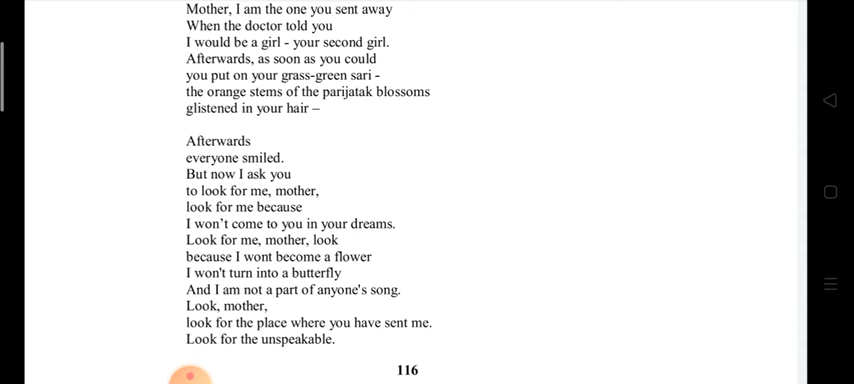 Mother, I am the one you sent away
When the doctor told you
I would be a girl - your second girl.
Afterwards, as soon as you could
you put on your grass-green sari -
the orange stems of the parijatak blossoms
glistened in your hair –
Afterwards
everyone smiled.
But now I ask you
to look for me, mother,
look for me because
I won’t come to you in your dreams.
Look for me, mother, look
because I wont become a flower
I won't turn into a butterfly
And I am not a part of anyone's song.
Look, mother,
look for the place where you have sent me.
Look for the unspeakable.
116